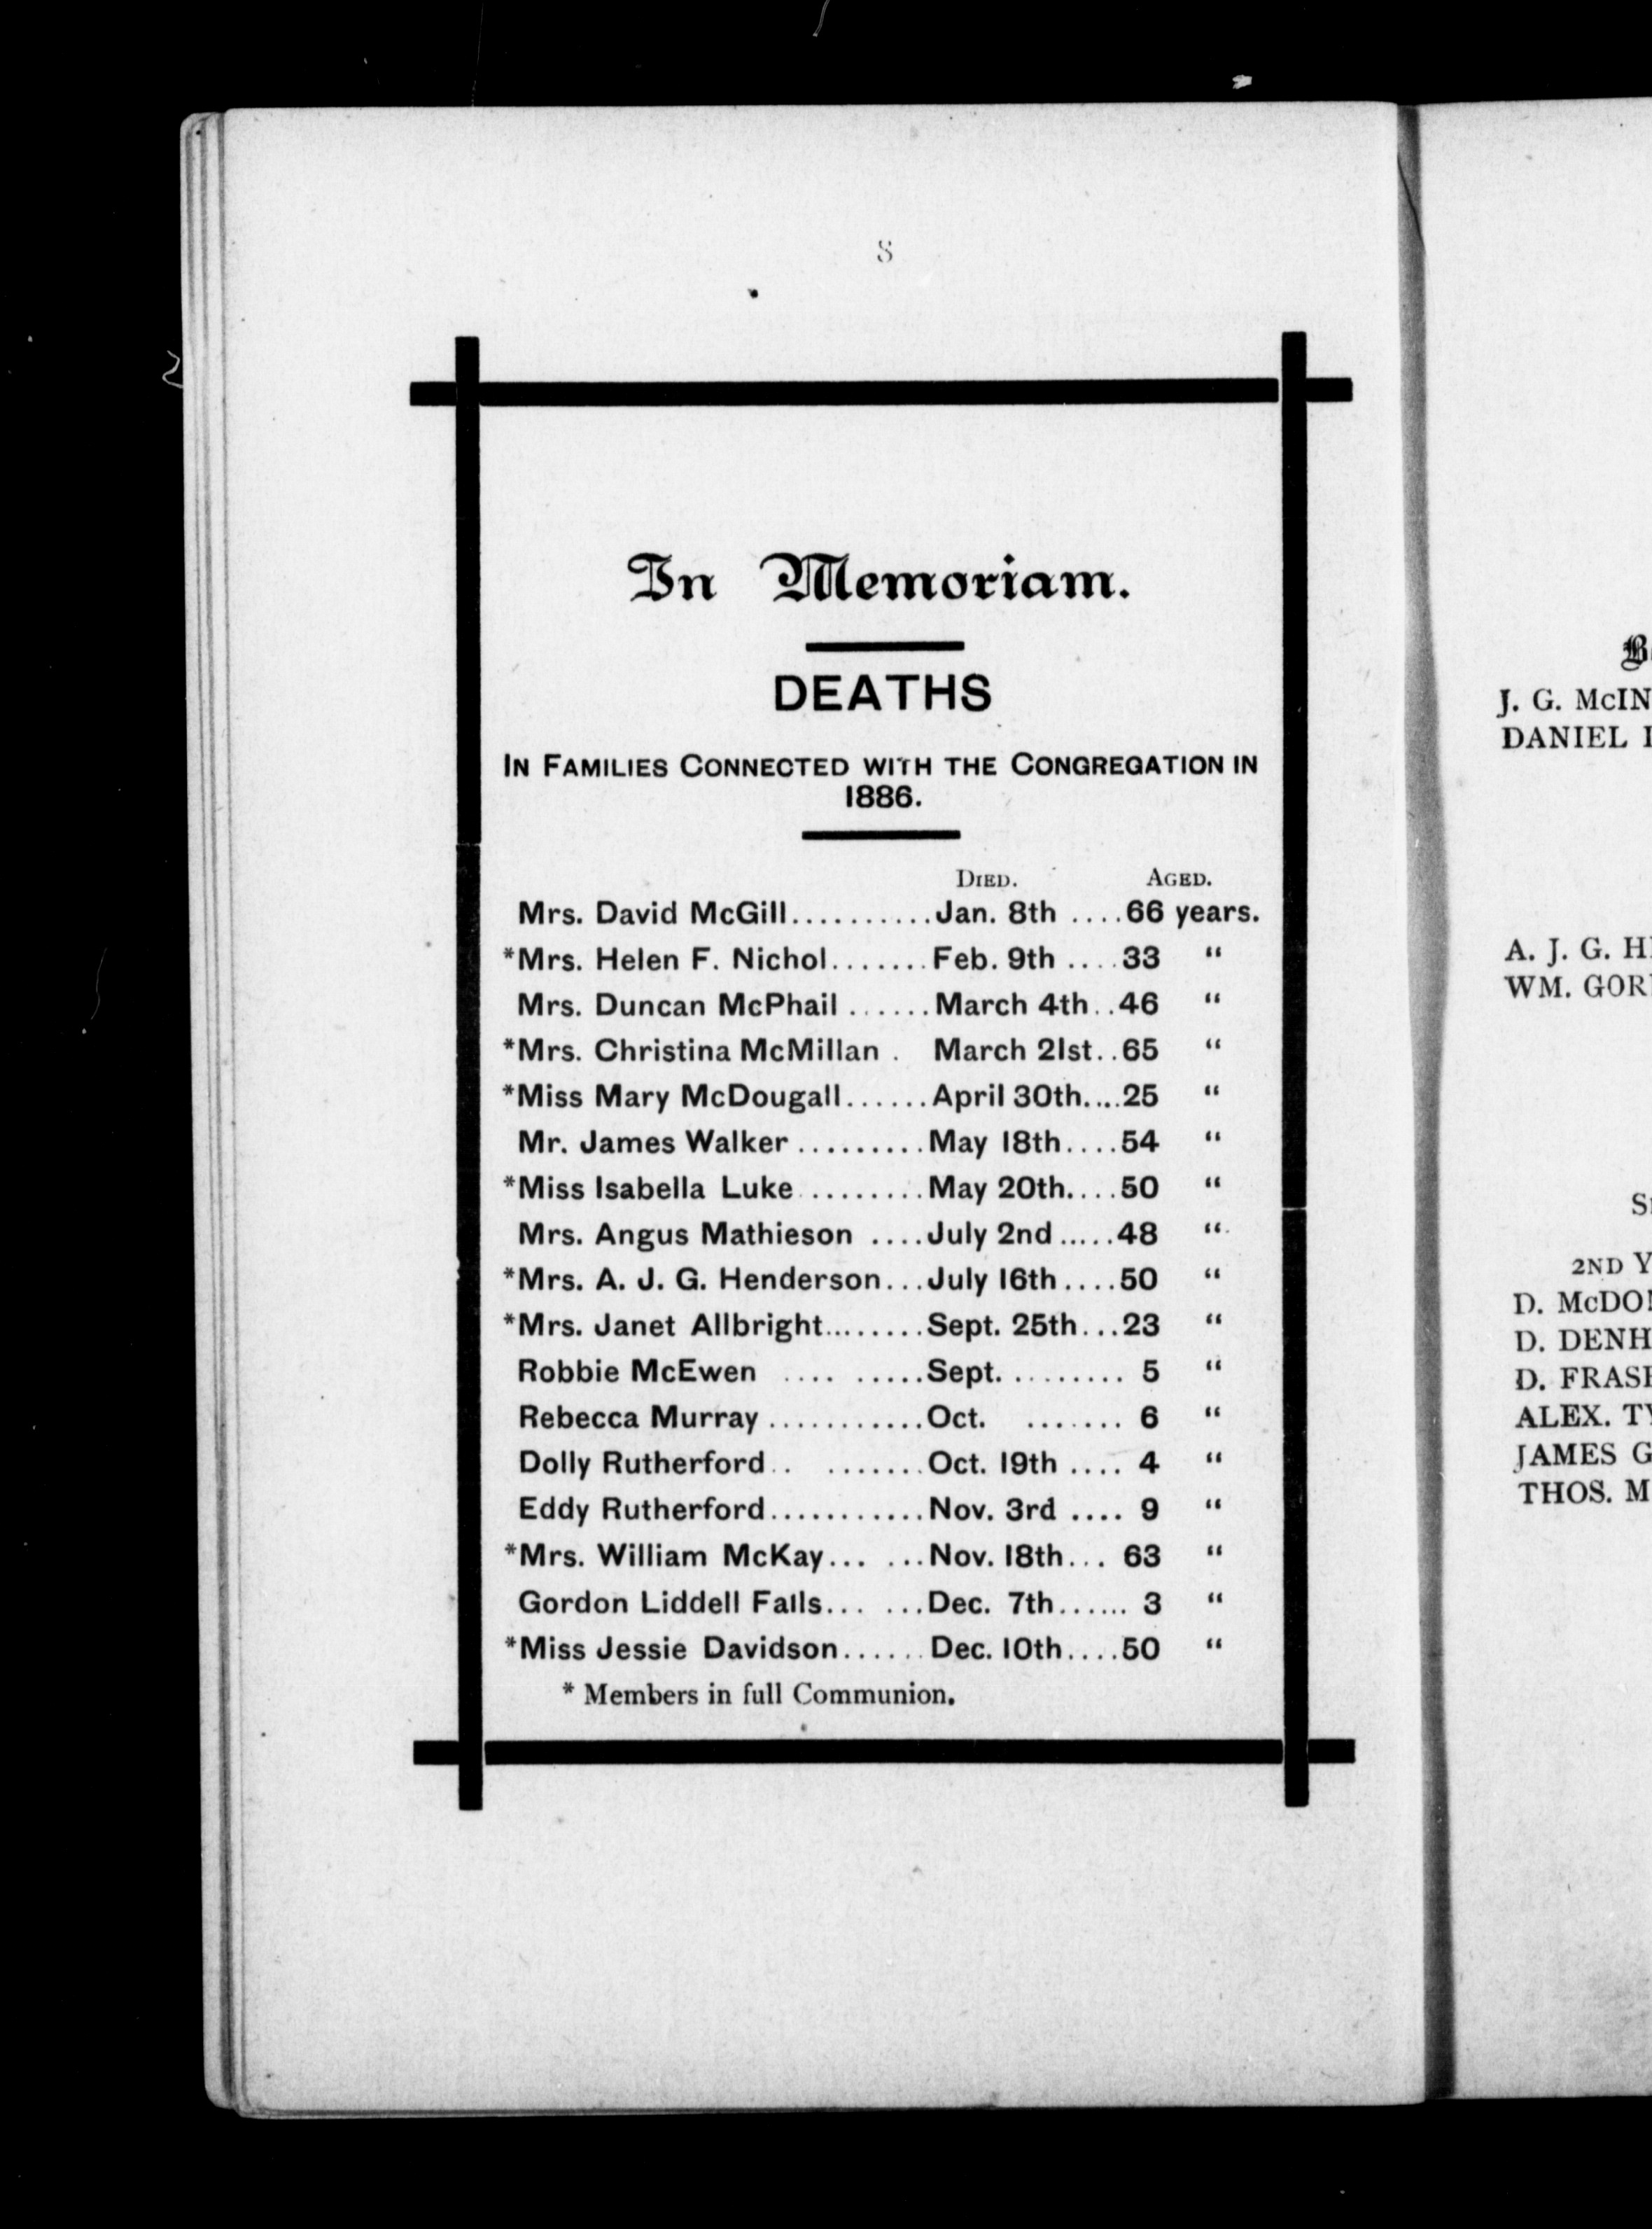 8
In Memoriam.
DEATHS
IN FAMILIES CONNECTED WITH THE CONGREGATION IN
1886.
DIED. AGED.
Mrs. David McGill...........Jan. 8th ....66 years.
*Mrs. Helen F. Nichol.......Feb. 9th ....33 "
Mrs. Duncan McPhail ......March 4th..46 "
*Mrs. Christina McMillan . March 21st..65 "
*Miss Mary McDougall......April 30th....25 "
Mr. James Walker .........May 18th....54 "
*Miss Isabella Luke.........May 20th....50 "
Mrs. Angus Mathieson ....July 2nd.....48 "
*Mrs. A. J. G. Henderson...July 16th....50 "
*Mrs. Janet Allbright........Sept. 25th...23 "
Robbie McEwen .... .....Sept. ........ 5 "
Rebecca Murray............Oct. ....... 6 "
Dolly Rutherford.. ........Oct. 19th .... 4 "
Eddy Rutherford............Nov. 3rd .... 9 "
*Mrs. William McKay... ...Nov. 18th... 63 "
Gordon Liddell Falls... ...Dec. 7th...... 3 "
*Miss Jessie Davidson......Dec. 10th....50 "
* Members in full Communion.
J. G. McIN
DANIEL
A. J. G. H
WM. GOR
2ND Y
D. McDO
D. DENH
D. FRAS
ALEX. T
JAMES G
THOS. M